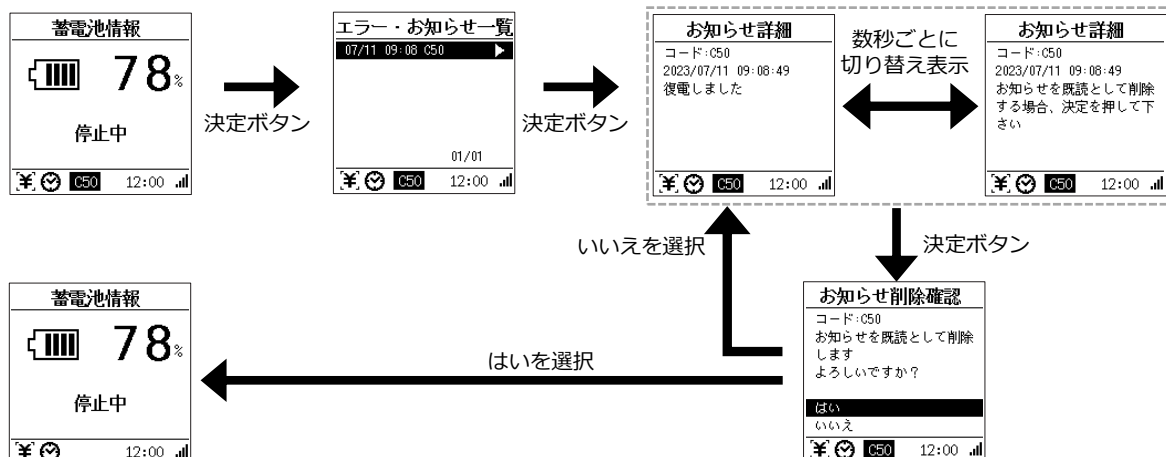 蓄電池情報
78%
停止中
¥ C50 12:00
決定ボタン
エラー・お知らせ一覧
07/11 09:08 C50
01/01
¥ C50 12:00
決定ボタン
お知らせ詳細
コード:C50
2023/07/11 09:08:49
復電しました
¥ C50 12:00
数秒ごとに
切り替え表示
お知らせ詳細
コード:C50
2023/07/11 09:08:49
お知らせを既読として削除
する場合、決定を押して下
さい
¥ C50 12:00
いいえを選択
決定ボタン
お知らせ削除確認
コード:C50
お知らせを既読として削除
します
よろしいですか?
はい
いいえ
¥ C50 12:00
はいを選択
蓄電池情報
78%
停止中
¥ 12:00